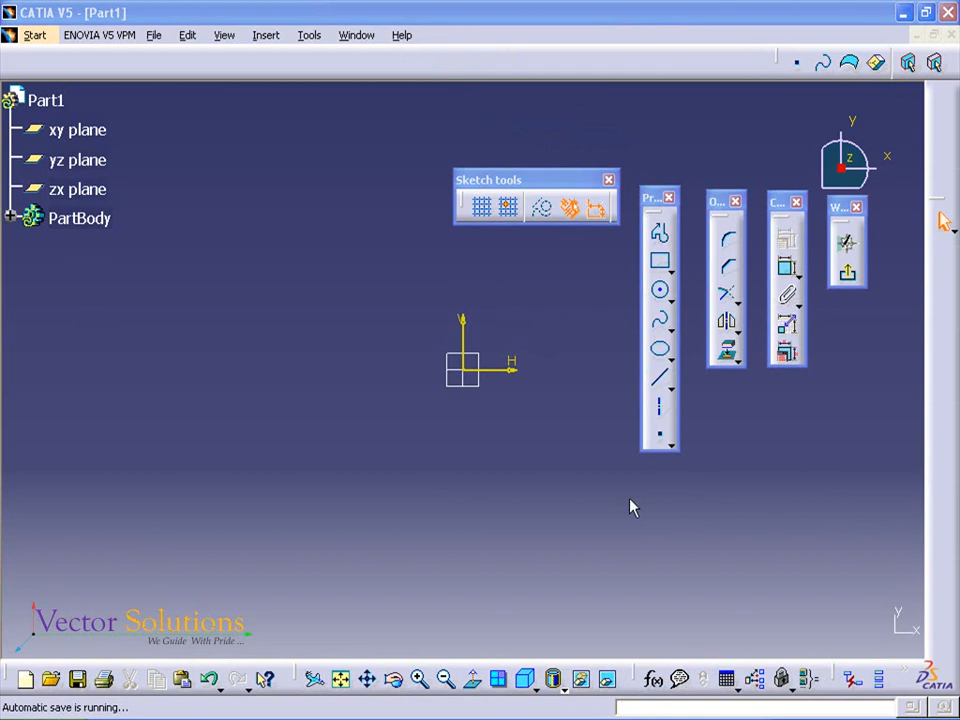 CATIA V5 - [Part1]
Start ENOVIA V5 VPM File Edit View Insert Tools Window Help
Part1
xy plane
yz plane
zx plane
PartBody
Sketch tools
Pr...
O...
C...
W...
y
x
z
V
H
Vector Solutions
We Guide With Pride ...
y
x
f(x)
CATIA
Automatic save is running...